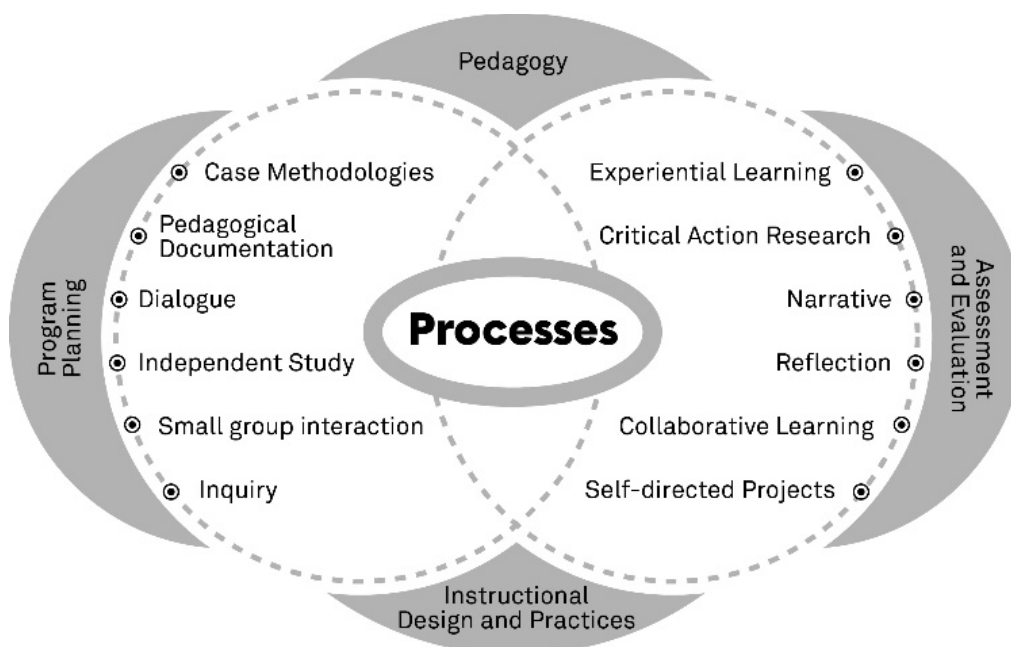 Pedagogy
Program
Planning
Case Methodologies
Pedagogical
Documentation
Dialogue
Independent Study
Small group interaction
Inquiry
Processes
Experiential Learning
Critical Action Research
Narrative
Reflection
Collaborative Learning
Self-directed Projects
Assessment
and Evaluation
Instructional
Design and Practices